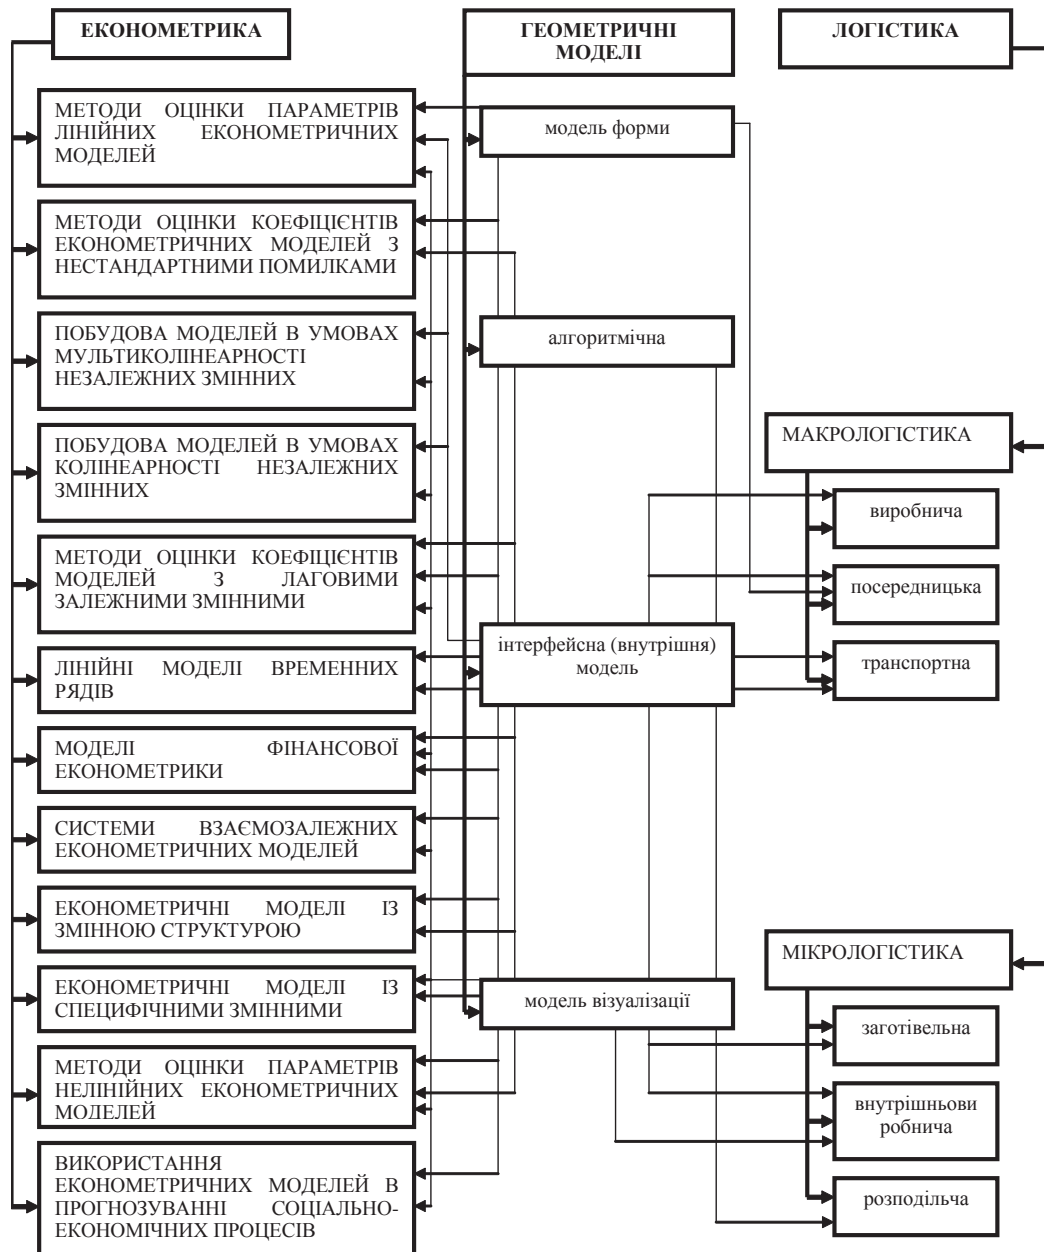 ЕКОНОМЕТРИКА
ГЕОМЕТРИЧНІ
МОДЕЛІ
ЛОГІСТИКА
МЕТОДИ ОЦІНКИ ПАРАМЕТРІВ
ЛІНІЙНИХ ЕКОНОМЕТРИЧНИХ
МОДЕЛЕЙ
МЕТОДИ ОЦІНКИ КОЕФІЦІЄНТІВ
ЕКОНОМЕТРИЧНИХ МОДЕЛЕЙ З
НЕСТАНДАРТНИМИ ПОМИЛКАМИ
ПОБУДОВА МОДЕЛЕЙ В УМОВАХ
МУЛЬТИКОЛІНЕАРНОСТІ
НЕЗАЛЕЖНИХ ЗМІННИХ
ПОБУДОВА МОДЕЛЕЙ В УМОВАХ
КОЛІНЕАРНОСТІ НЕЗАЛЕЖНИХ
ЗМІННИХ
МЕТОДИ ОЦІНКИ КОЕФІЦІЄНТІВ
МОДЕЛЕЙ З ЛАГОВИМИ
ЗАЛЕЖНИМИ ЗМІННИМИ
ЛІНІЙНІ МОДЕЛІ ВРЕМЕННИХ
РЯДІВ
МОДЕЛІ ФІНАНСОВОЇ
ЕКОНОМЕТРИКИ
СИСТЕМИ ВЗАЄМОЗАЛЕЖНИХ
ЕКОНОМЕТРИЧНИХ МОДЕЛЕЙ
ЕКОНОМЕТРИЧНІ МОДЕЛІ ІЗ
ЗМІННОЮ СТРУКТУРОЮ
ЕКОНОМЕТРИЧНІ МОДЕЛІ ІЗ
СПЕЦИФІЧНИМИ ЗМІННИМИ
МЕТОДИ ОЦІНКИ ПАРАМЕТРІВ
НЕЛІНІЙНИХ ЕКОНОМЕТРИЧНИХ
МОДЕЛЕЙ
ВИКОРИСТАННЯ
ЕКОНОМЕТРИЧНИХ МОДЕЛЕЙ В
ПРОГНОЗУВАННІ СОЦІАЛЬНО-
ЕКОНОМІЧНИХ ПРОЦЕСІВ
модель форми
алгоритмічна
інтерфейсна (внутрішня)
модель
модель візуалізації
МАКРОЛОГІСТИКА
виробнича
посередницька
транспортна
МІКРОЛОГІСТИКА
заготівельна
внутрішньови
робнича
розподільча